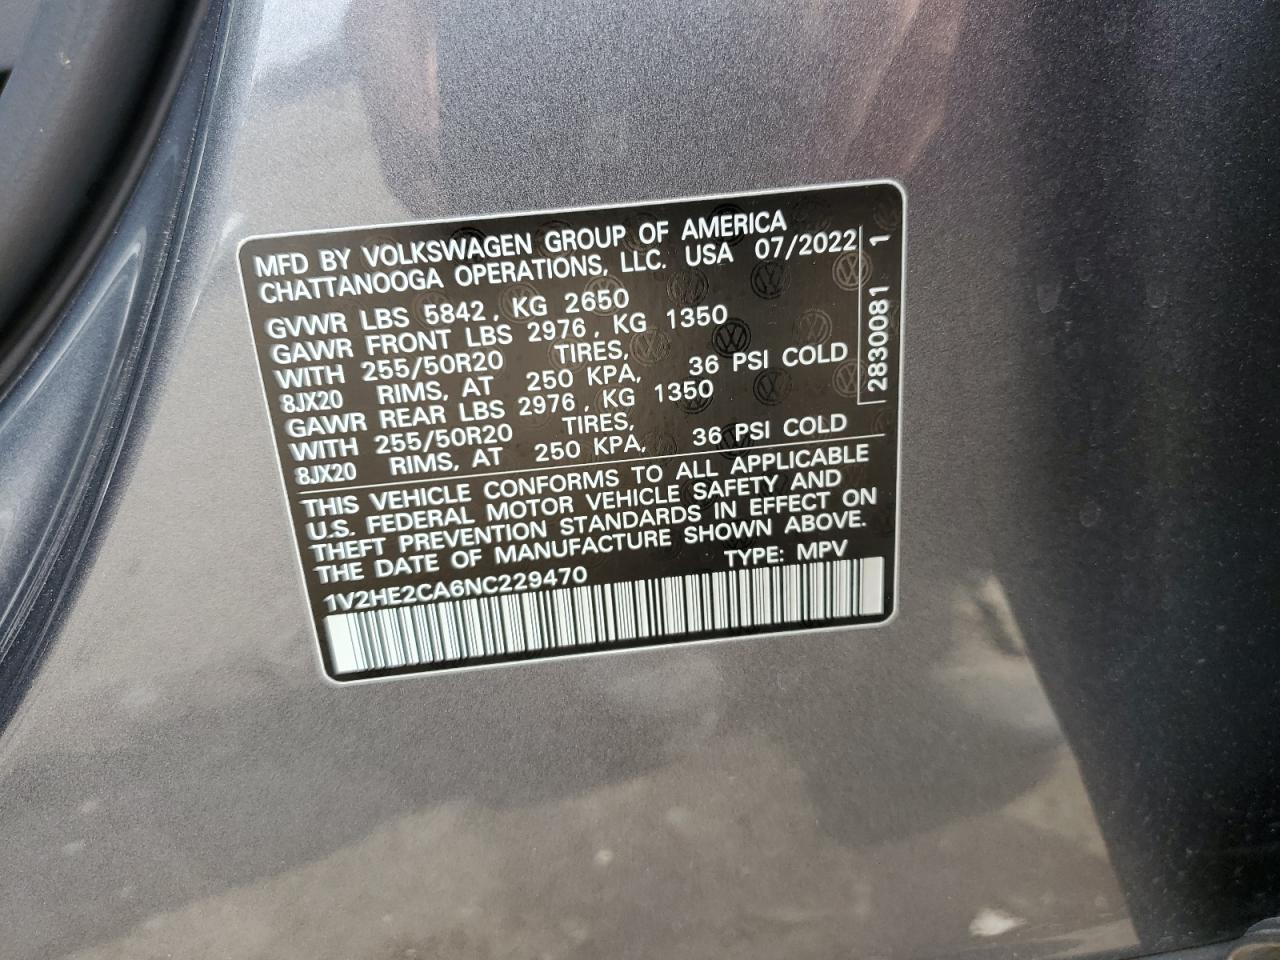 MFD BY VOLKSWAGEN GROUP OF AMERICA
CHATTANOOGA OPERATIONS, LLC. USA 07/2022
GVWR LBS 5842, KG 2650
GAWR FRONT LBS 2976, KG 1350
WITH 255/50R20 TIRES,
8JX20 RIMS, AT 250 KPA, 36 PSI COLD
GAWR REAR LBS 2976, KG 1350
WITH 255/50R20 TIRES,
8JX20 RIMS, AT 250 KPA, 36 PSI COLD
THIS VEHICLE CONFORMS TO ALL APPLICABLE
U.S. FEDERAL MOTOR VEHICLE SAFETY AND
THEFT PREVENTION STANDARDS IN EFFECT ON
THE DATE OF MANUFACTURE SHOWN ABOVE.
TYPE: MPV
1V2HE2CA6NC229470
2830081 1